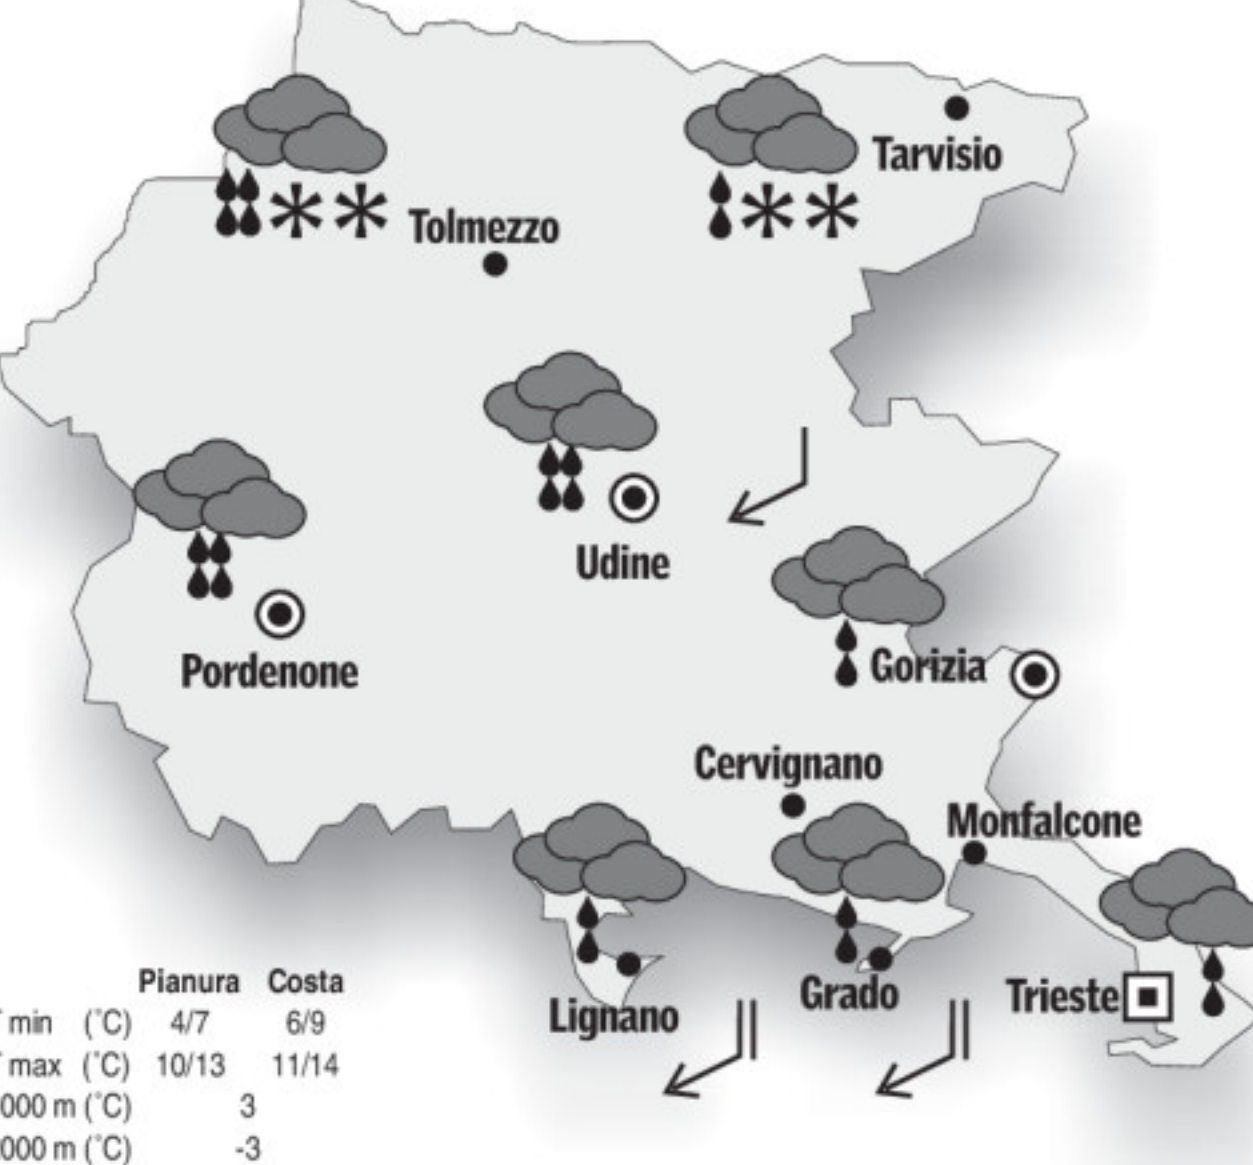 Tarvisio
Tolmezzo
Udine
Pordenone
Gorizia
Cervignano
Monfalcone
Grado
Trieste
Lignano
Pianura Costa
min (°C) 4/7 6/9
max (°C) 10/13 11/14
000 m (°C) 3
000 m (°C) -3